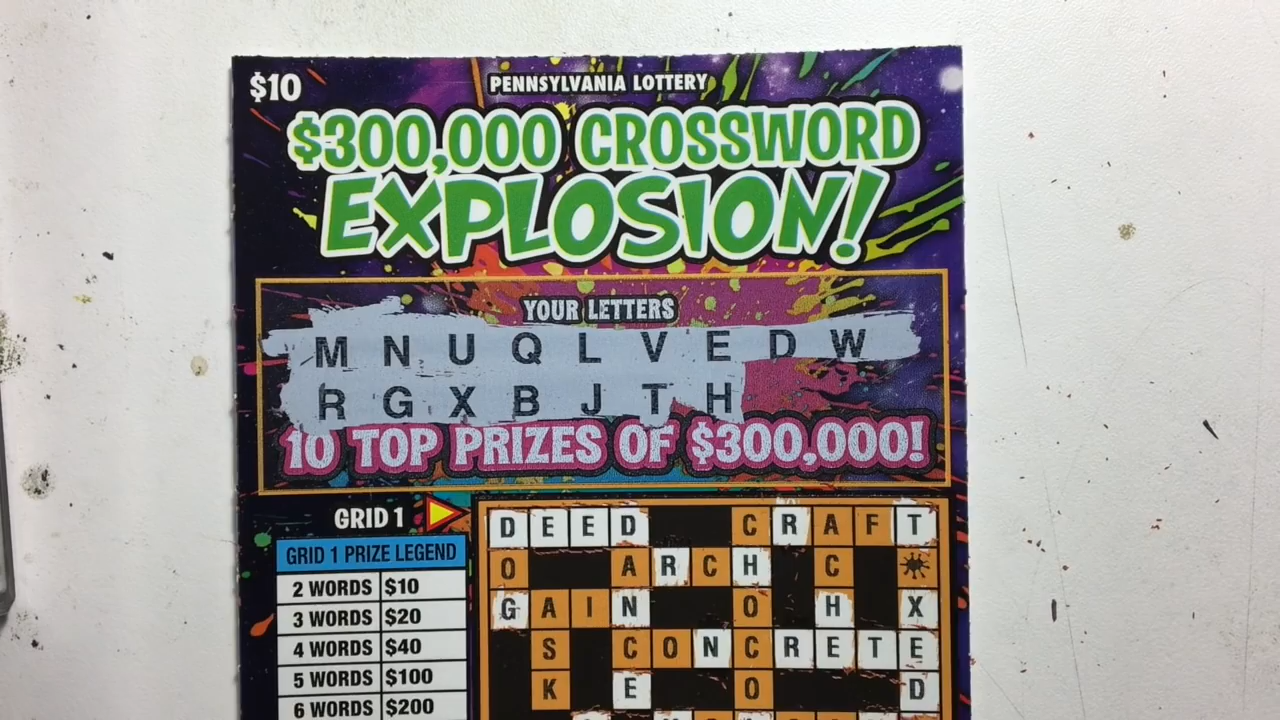 $10
PENNSYLVANIA LOTTERY
$300,000 CROSSWORD
EXPLOSION!
YOUR LETTERS
M N U Q L V E D W
R G X B J T H
10 TOP PRIZES OF $300,000!
GRID 1
GRID 1 PRIZE LEGEND
2 WORDS $10
3 WORDS $20
4 WORDS $40
5 WORDS $100
6 WORDS $200
DEED CRAFT
O ARCH C
GAIN O H X
S CONCRETE
K E O D